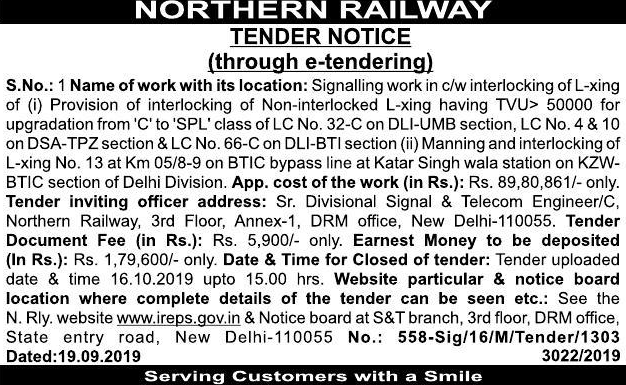 NORTHERN RAILWAY
TENDER NOTICE
(through e-tendering)
S.No.: 1 Name of work with its location: Signalling work in c/w interlocking of L-xing
of (i) Provision of interlocking of Non-interlocked L-xing having TVU> 50000 for
upgradation from 'C' to 'SPL' class of LC No. 32-C on DLI-UMB section, LC No. 4 & 10
on DSA-TPZ section & LC No. 66-C on DLI-BTI section (ii) Manning and interlocking of
L-xing No. 13 at Km 05/8-9 on BTIC bypass line at Katar Singh wala station on KZW-
BTIC section of Delhi Division. App. cost of the work (in Rs.): Rs. 89,80,861/- only.
Tender inviting officer address: Sr. Divisional Signal & Telecom Engineer/C,
Northern Railway, 3rd Floor, Annex-1, DRM office, New Delhi-110055. Tender
Document Fee (in Rs.): Rs. 5,900/- only. Earnest Money to be deposited
(In Rs.): Rs. 1,79,600/- only. Date & Time for Closed of tender: Tender uploaded
date & time 16.10.2019 upto 15.00 hrs. Website particular & notice board
location where complete details of the tender can be seen etc.: See the
N. Rly. website www.ireps.gov.in & Notice board at S&T branch, 3rd floor, DRM office,
State entry road, New Delhi-110055 No.: 558-Sig/16/M/Tender/1303
Dated:19.09.2019 3022/2019
Serving Customers with a Smile